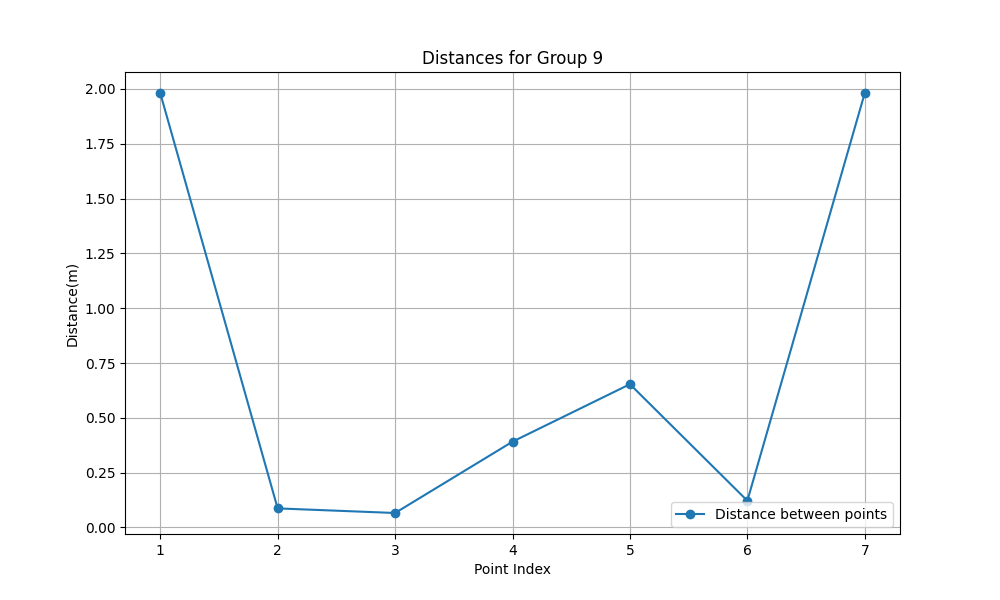 Distances for Group 9
2.00
1.75
1.50
1.25
1.00
0.75
0.50
0.25
0.00
Distance(m)
Distance between points
1 2 3 4 5 6 7
Point Index